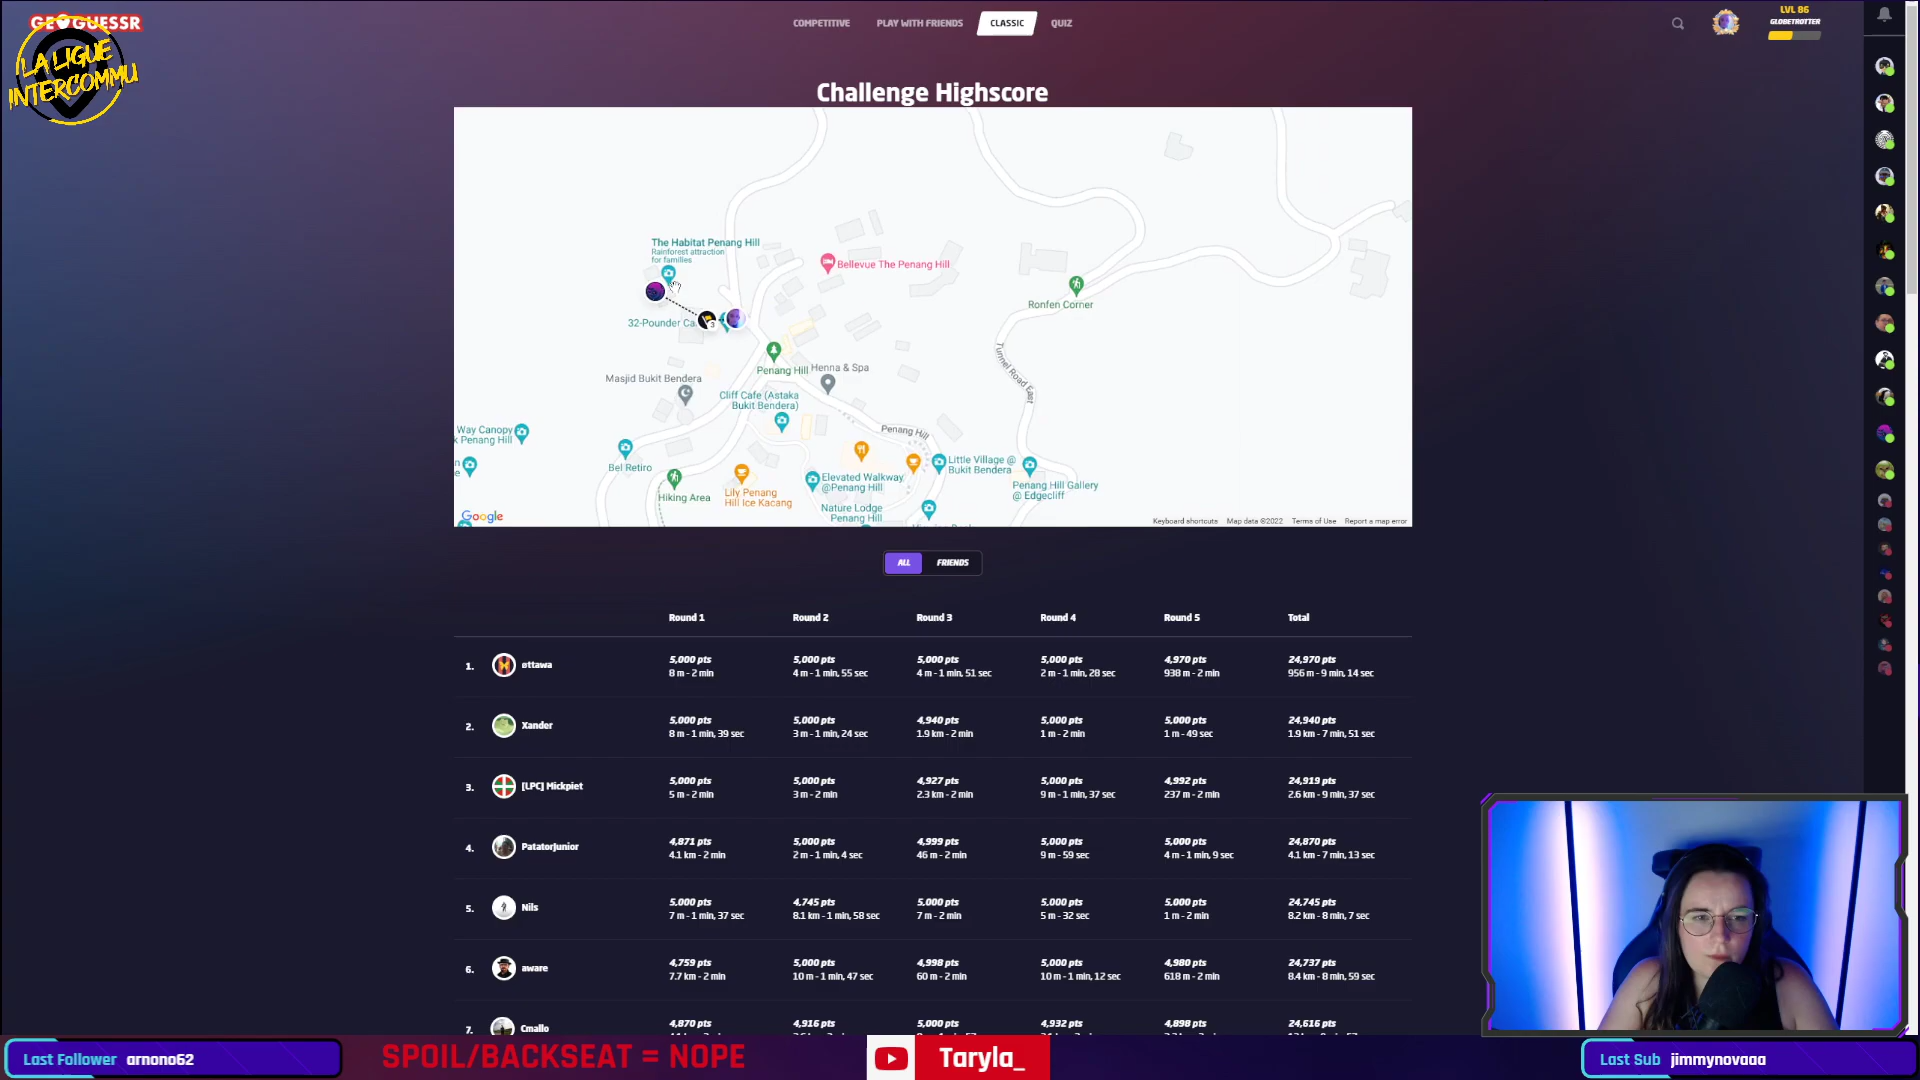 GEOGUESSR
LA LIGUE
INTERCOMMU
COMPETITIVE
PLAY WITH FRIENDS
CLASSIC
QUIZ
LVL 86
GLOBETROTTER
Challenge Highscore
The Habitat Penang Hill
Rainforest attraction
for families
Bellevue The Penang Hill
Ronfen Corner
32-Pounder Ca
3
Tunnel Road East
Penang Hill
Henna & Spa
Masjid Bukit Bendera
Cliff Cafe (Astaka
Bukit Bendera)
Way Canopy
k Penang Hill
Penang Hill
Bel Retiro
Little Village @
Bukit Bendera
Elevated Walkway
@Penang Hill
Penang Hill Gallery
@ Edgecliff
Hiking Area
Lily Penang
Hill Ice Kacang
Nature Lodge
Penang Hill
Google
Keyboard shortcuts
Map data ©2022
Terms of Use
Report a map error
ALL
FRIENDS
Round 1 Round 2 Round 3 Round 4 Round 5 Total
1. øttawa
5,000 pts 5,000 pts 5,000 pts 5,000 pts 4,970 pts 24,970 pts
8 m - 2 min 4 m - 1 min, 55 sec 4 m - 1 min, 51 sec 2 m - 1 min, 28 sec 938 m - 2 min 956 m - 9 min, 14 sec
2. Xander
5,000 pts 5,000 pts 4,940 pts 5,000 pts 5,000 pts 24,940 pts
8 m - 1 min, 39 sec 3 m - 1 min, 24 sec 1.9 km - 2 min 1 m - 2 min 1 m - 49 sec 1.9 km - 7 min, 51 sec
3. [LPC] Mickpiet
5,000 pts 5,000 pts 4,927 pts 5,000 pts 4,992 pts 24,919 pts
5 m - 2 min 3 m - 2 min 2.3 km - 2 min 9 m - 1 min, 37 sec 237 m - 2 min 2.6 km - 9 min, 37 sec
4. PatatorJunior
4,871 pts 5,000 pts 4,999 pts 5,000 pts 5,000 pts 24,870 pts
4.1 km - 2 min 2 m - 1 min, 4 sec 46 m - 2 min 9 m - 59 sec 4 m - 1 min, 9 sec 4.1 km - 7 min, 13 sec
5. Nils
5,000 pts 4,745 pts 5,000 pts 5,000 pts 5,000 pts 24,745 pts
7 m - 1 min, 37 sec 8.1 km - 1 min, 58 sec 7 m - 2 min 5 m - 32 sec 1 m - 2 min 8.2 km - 8 min, 7 sec
6. aware
4,759 pts 5,000 pts 4,998 pts 5,000 pts 4,980 pts 24,737 pts
7.7 km - 2 min 10 m - 1 min, 47 sec 60 m - 2 min 10 m - 1 min, 12 sec 618 m - 2 min 8.4 km - 8 min, 59 sec
7. Cmallo
4,870 pts 4,916 pts 5,000 pts 4,932 pts 4,898 pts 24,616 pts
Last Follower arnono62
SPOIL/BACKSEAT = NOPE
Taryla_
Last Sub jimmynovaaa